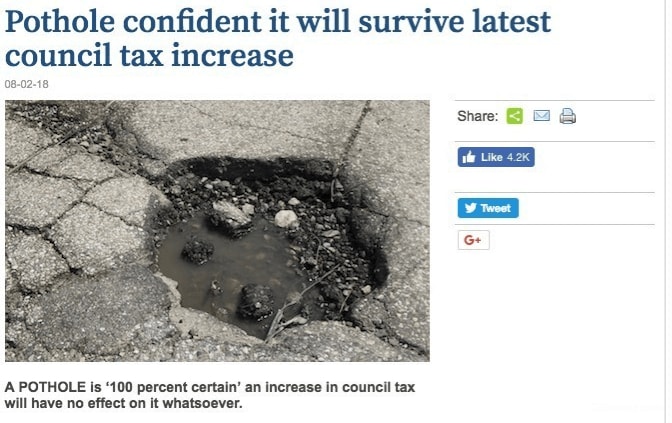 Pothole confident it will survive latest
council tax increase
08-02-18
Share:
Like 4.2K
Tweet
G+
A POTHOLE is ‘100 percent certain’ an increase in council tax
will have no effect on it whatsoever.